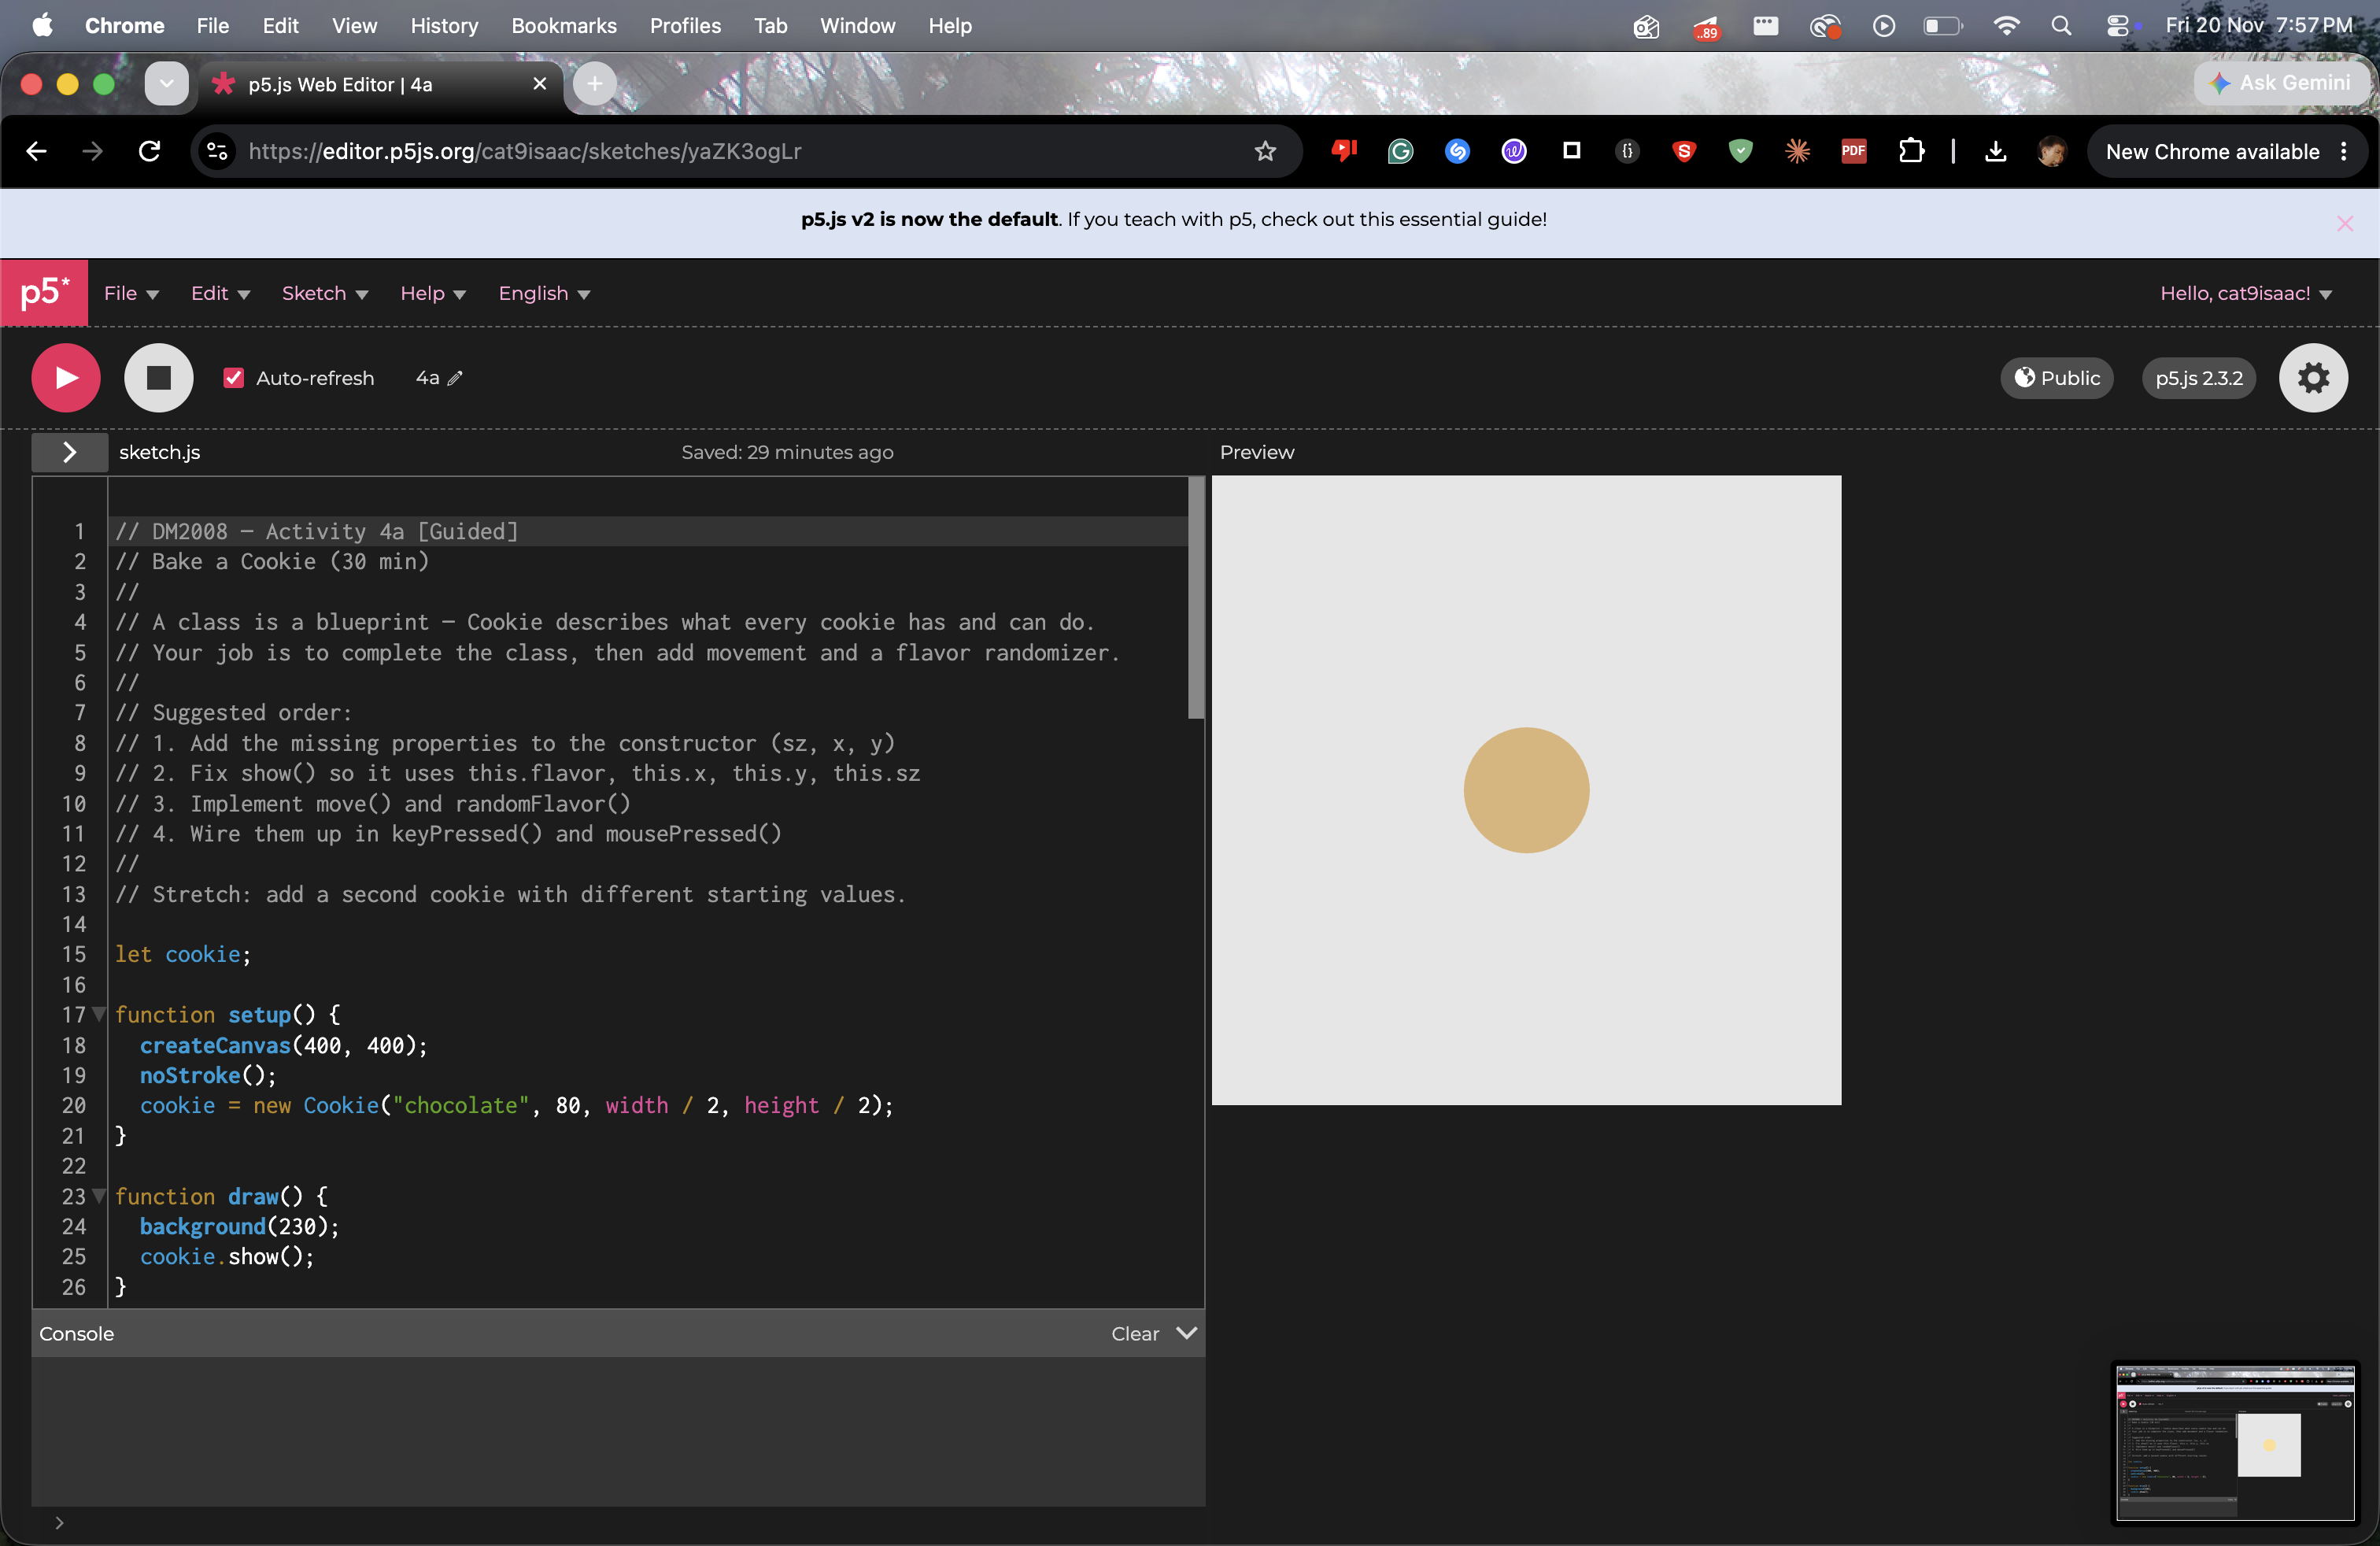 Chrome File Edit View History Bookmarks Profiles Tab Window Help ..89 Fri 20 Nov 7:57 PM
p5.js Web Editor | 4a Ask Gemini
https://editor.p5js.org/cat9isaac/sketches/yaZK3ogLr PDF New Chrome available
p5.js v2 is now the default. If you teach with p5, check out this essential guide!
p5* File Edit Sketch Help English Hello, cat9isaac!
Auto-refresh 4a Public p5.js 2.3.2
sketch.js Saved: 29 minutes ago Preview
1 // DM2008 – Activity 4a [Guided]
2 // Bake a Cookie (30 min)
3 //
4 // A class is a blueprint – Cookie describes what every cookie has and can do.
5 // Your job is to complete the class, then add movement and a flavor randomizer.
6 //
7 // Suggested order:
8 // 1. Add the missing properties to the constructor (sz, x, y)
9 // 2. Fix show() so it uses this.flavor, this.x, this.y, this.sz
10 // 3. Implement move() and randomFlavor()
11 // 4. Wire them up in keyPressed() and mousePressed()
12 //
13 // Stretch: add a second cookie with different starting values.
14
15 let cookie;
16
17 function setup() {
18 createCanvas(400, 400);
19 noStroke();
20 cookie = new Cookie("chocolate", 80, width / 2, height / 2);
21 }
22
23 function draw() {
24 background(230);
25 cookie.show();
26 }
Console Clear